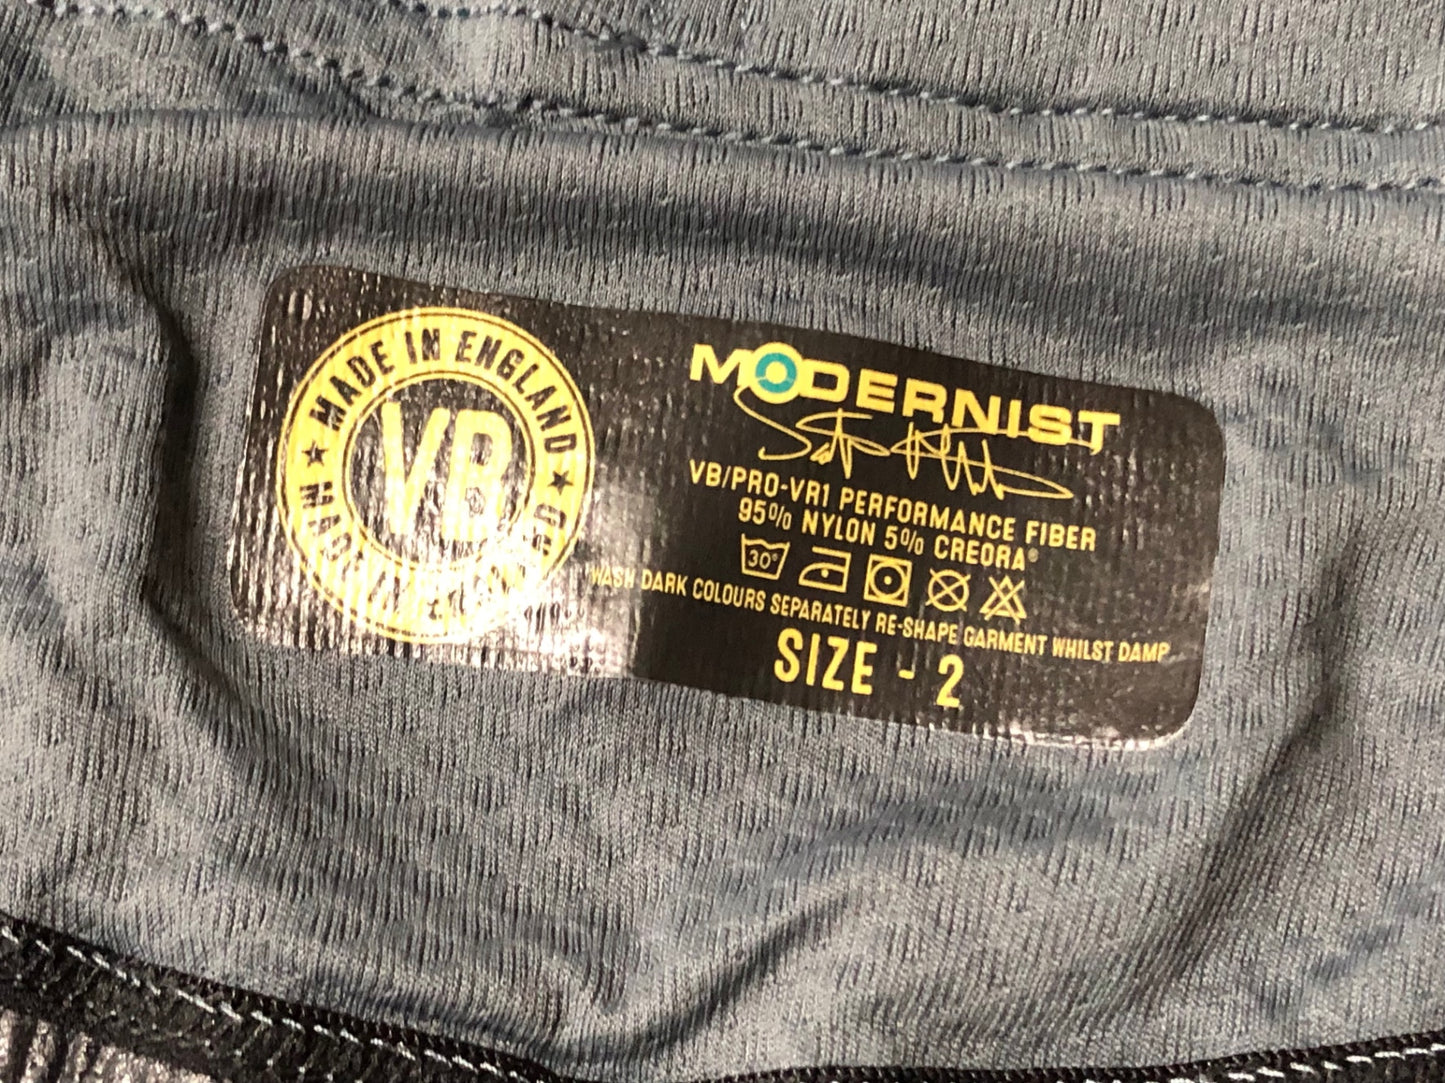 MADE IN ENGLAND
VB
MODERNIST
VB/PRO-VR1 PERFORMANCE FIBER
95% NYLON 5% CREORA®
30°
WASH DARK COLOURS SEPARATELY RE-SHAPE GARMENT WHILST DAMP
SIZE - 2